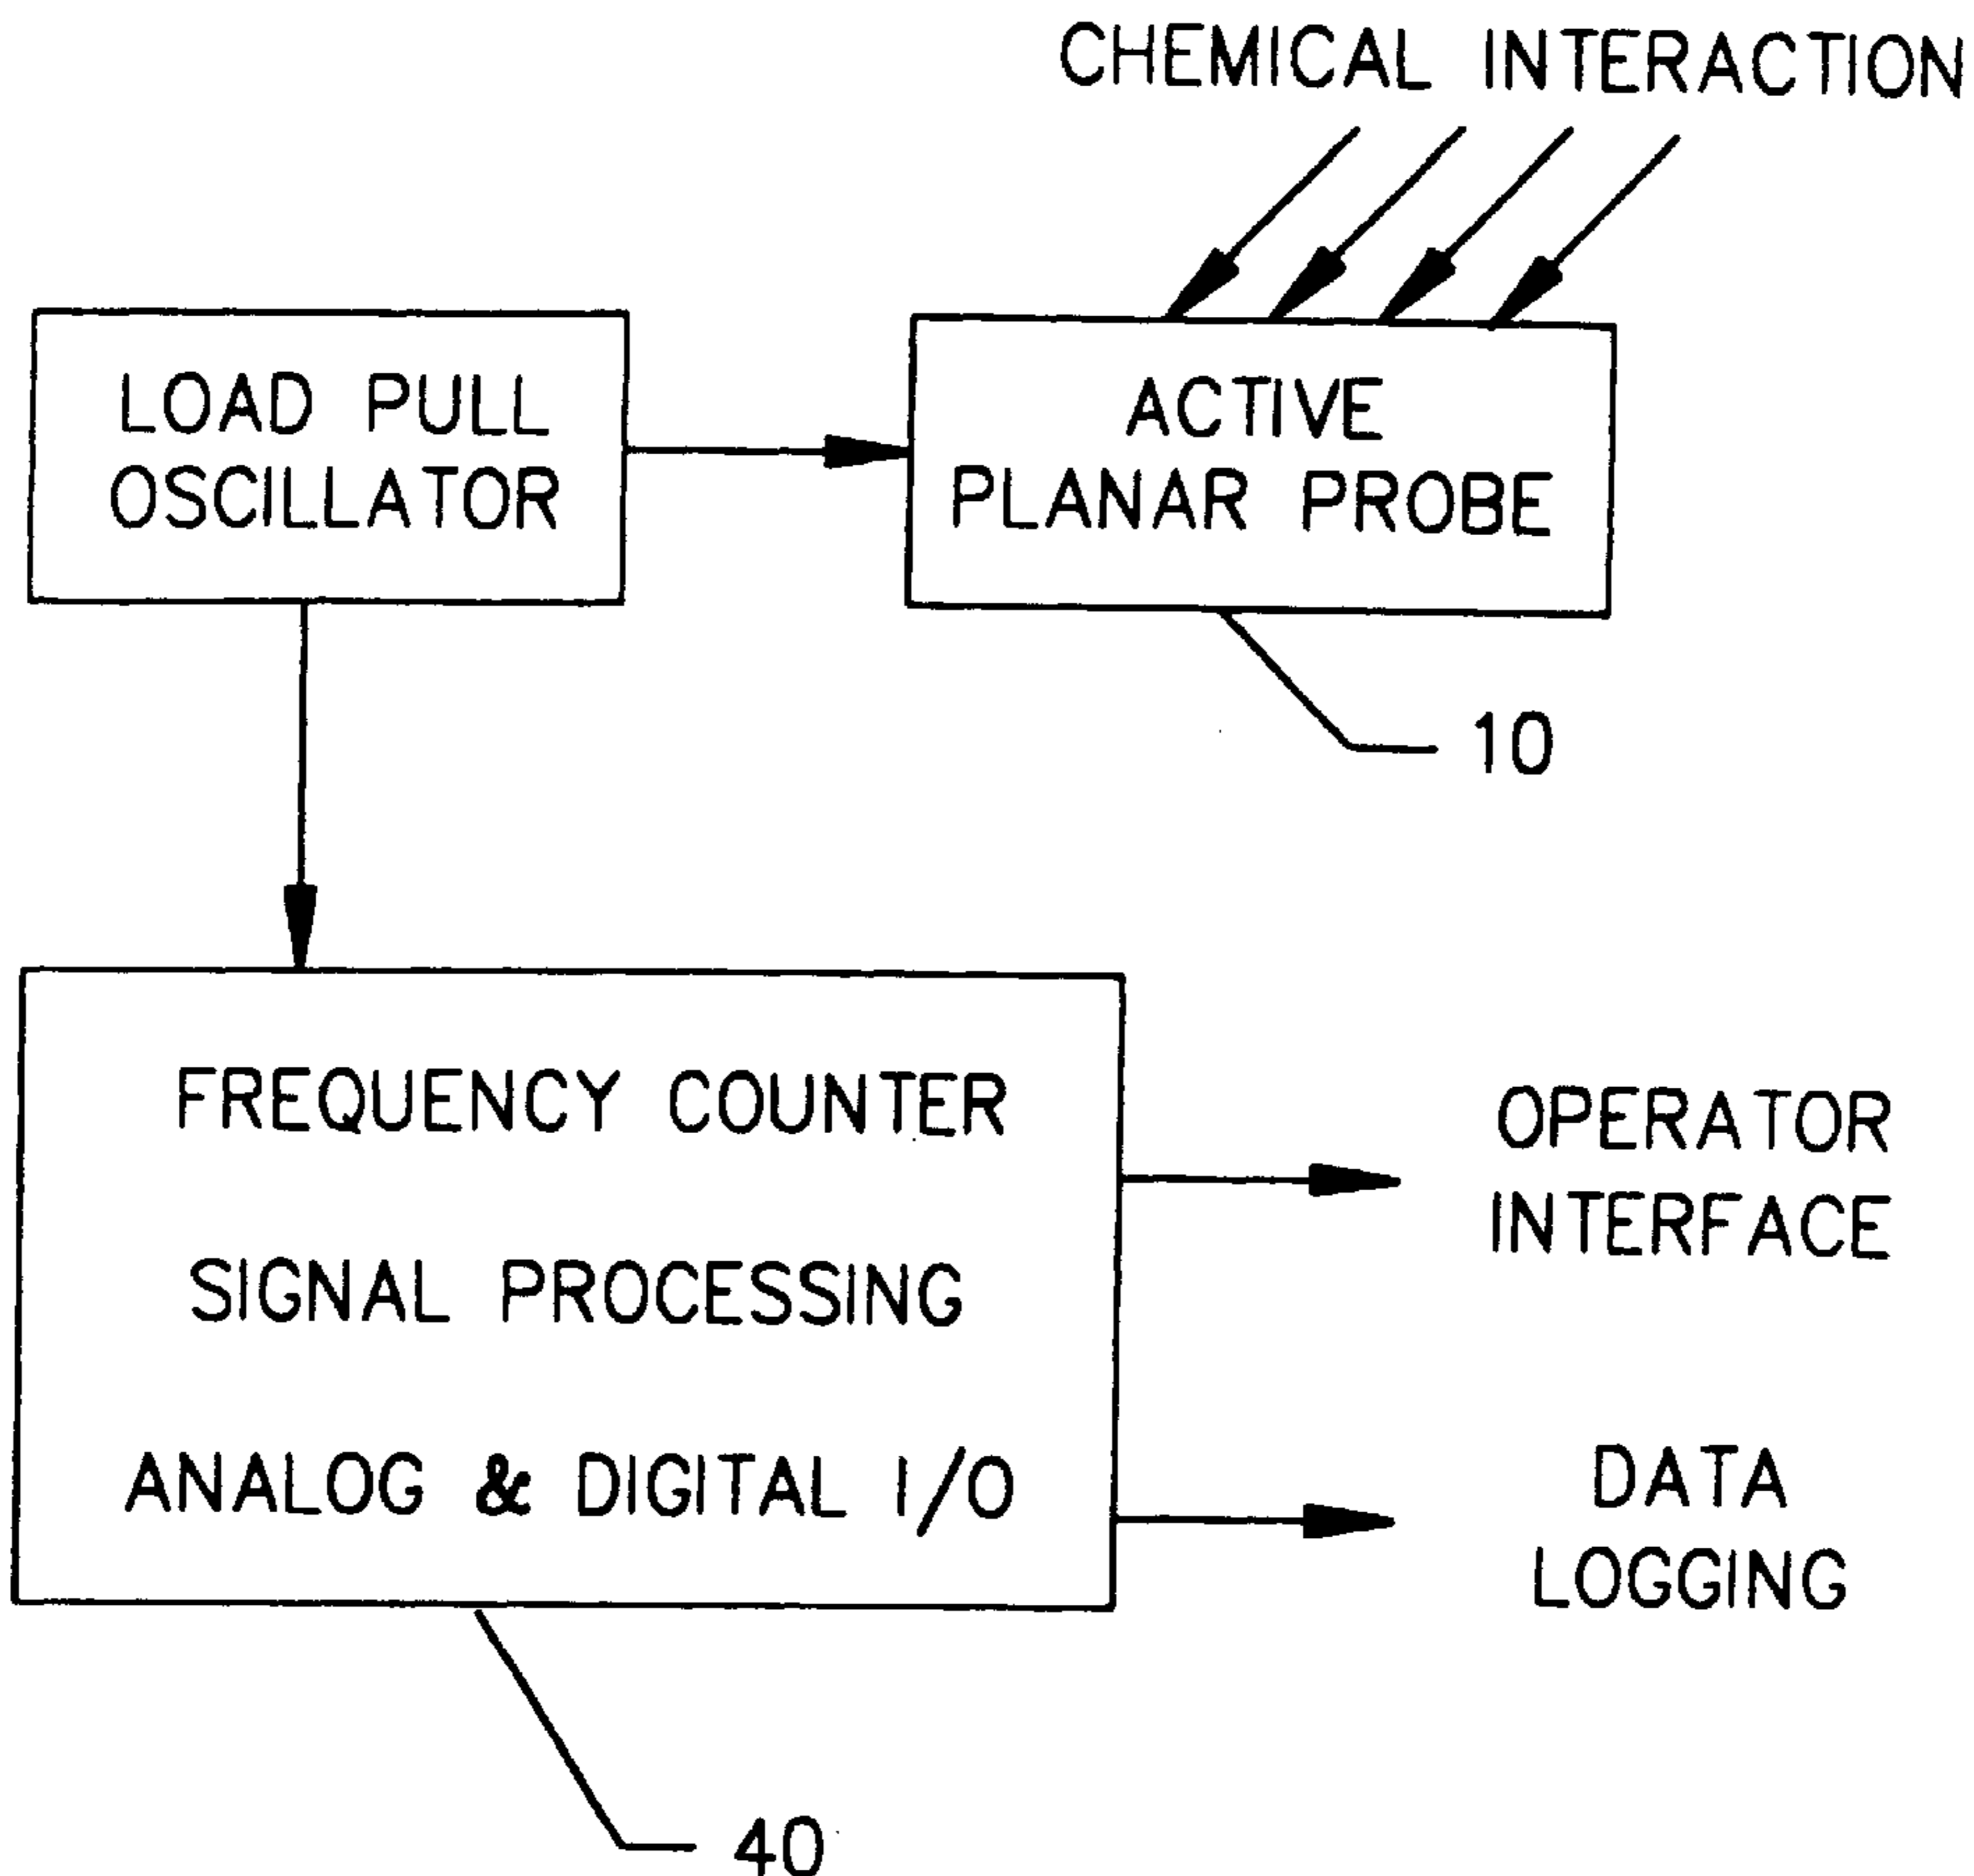 CHEMICAL INTERACTION
LOAD PULL
OSCILLATOR
ACTIVE
PLANAR PROBE
10
FREQUENCY COUNTER
SIGNAL PROCESSING
ANALOG & DIGITAL I/O
OPERATOR
INTERFACE
DATA
LOGGING
40